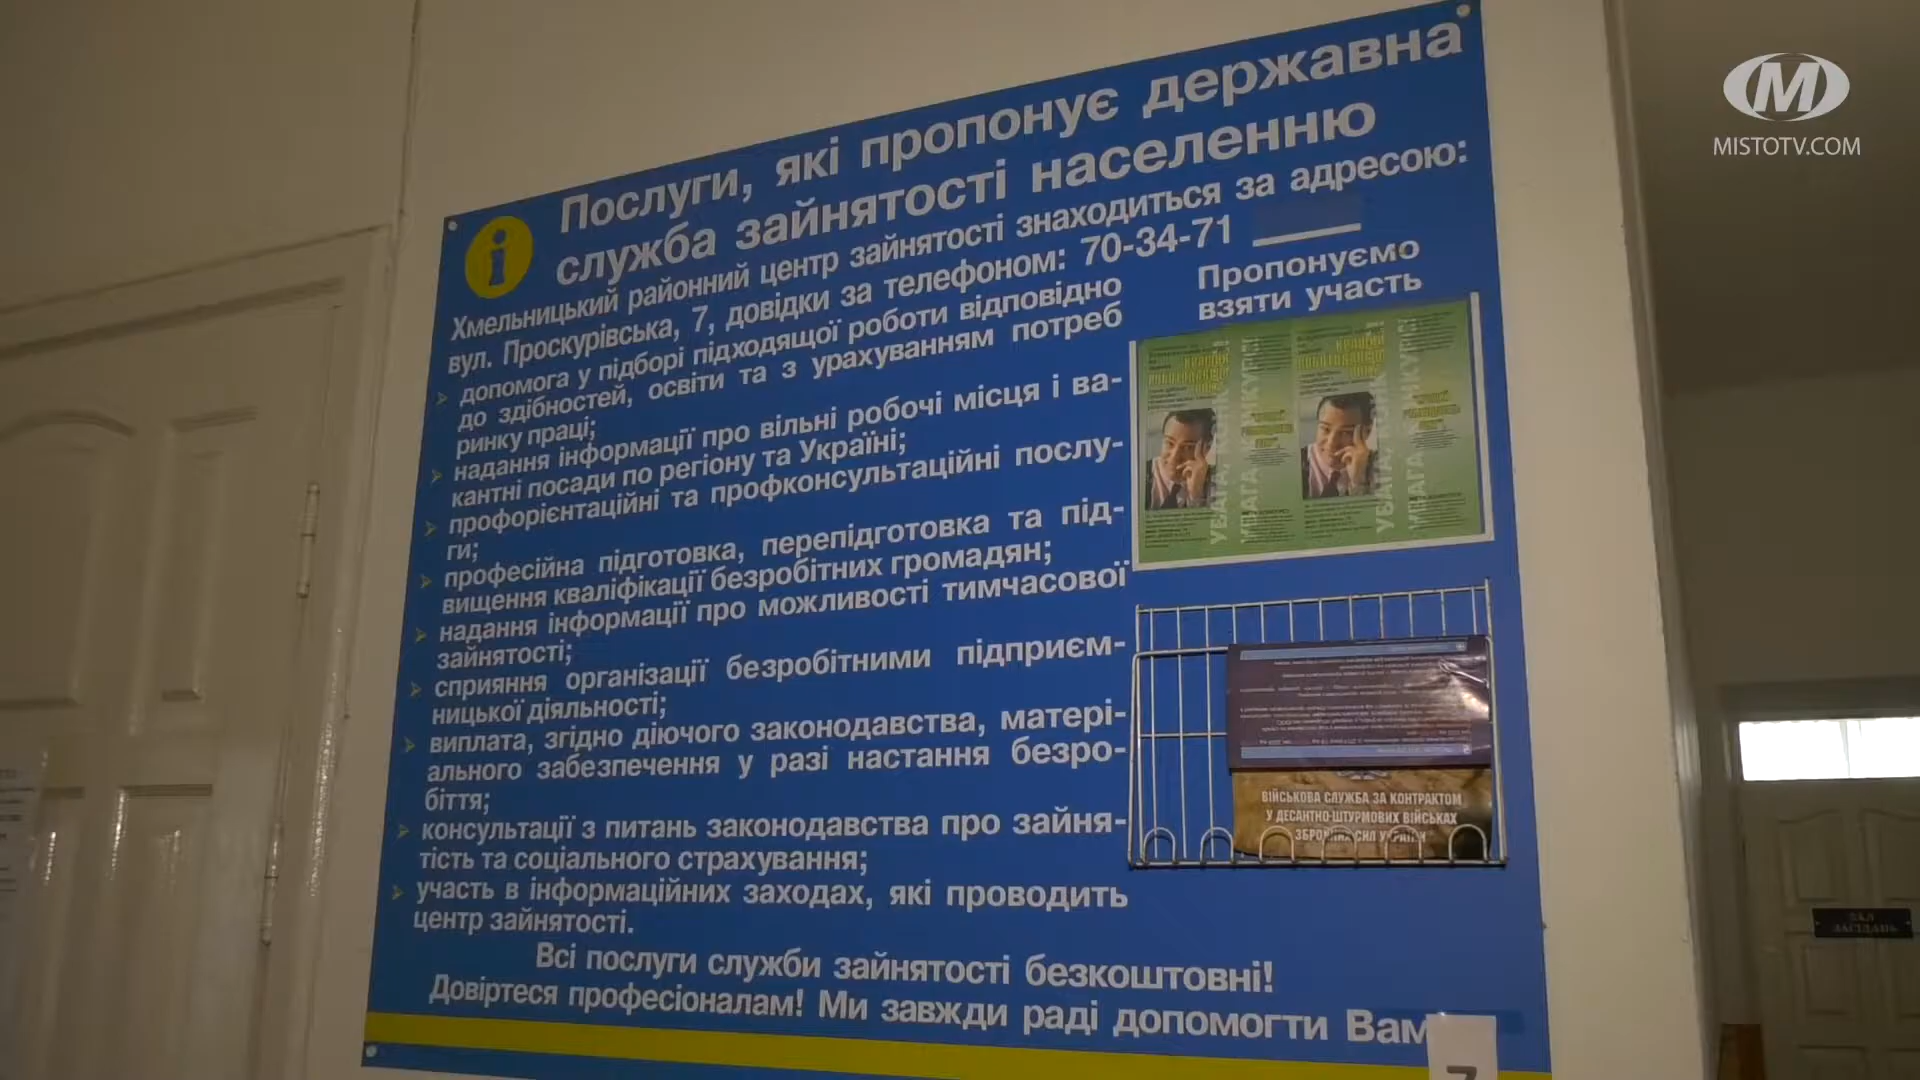 MISTOTV.COM
Послуги, які пропонує державна
служба зайнятості населенню
Хмельницький районний центр зайнятості знаходиться за адресою:
вул. Проскурівська, 7, довідки за телефоном: 70-34-71
допомога у підборі підходящої роботи відповідно
до здібностей, освіти та з урахуванням потреб
ринку праці;
надання інформації про вільні робочі місця і ва-
кантні посади по регіону та Україні;
профорієнтаційні та профконсультаційні послу-
ги;
професійна підготовка, перепідготовка та під-
вищення кваліфікації безробітних громадян;
надання інформації про можливості тимчасової
зайнятості;
сприяння організації безробітними підприєм-
ницької діяльності;
виплата, згідно діючого законодавства, матері-
ального забезпечення у разі настання безро-
біття;
консультації з питань законодавства про зайня-
тість та соціального страхування;
участь в інформаційних заходах, які проводить
центр зайнятості.
Всі послуги служби зайнятості безкоштовні!
Довіртеся професіоналам! Ми завжди раді допомогти Вам
Пропонуємо
взяти участь
ВІЙСЬКОВА СЛУЖБА ЗА КОНТРАКТОМ
У ДЕСАНТНО-ШТУРМОВИХ ВІЙСЬКАХ
ЗБРОЙНИХ СИЛ УКРАЇНИ
ЗАЛ
ЗАСІДАНЬ